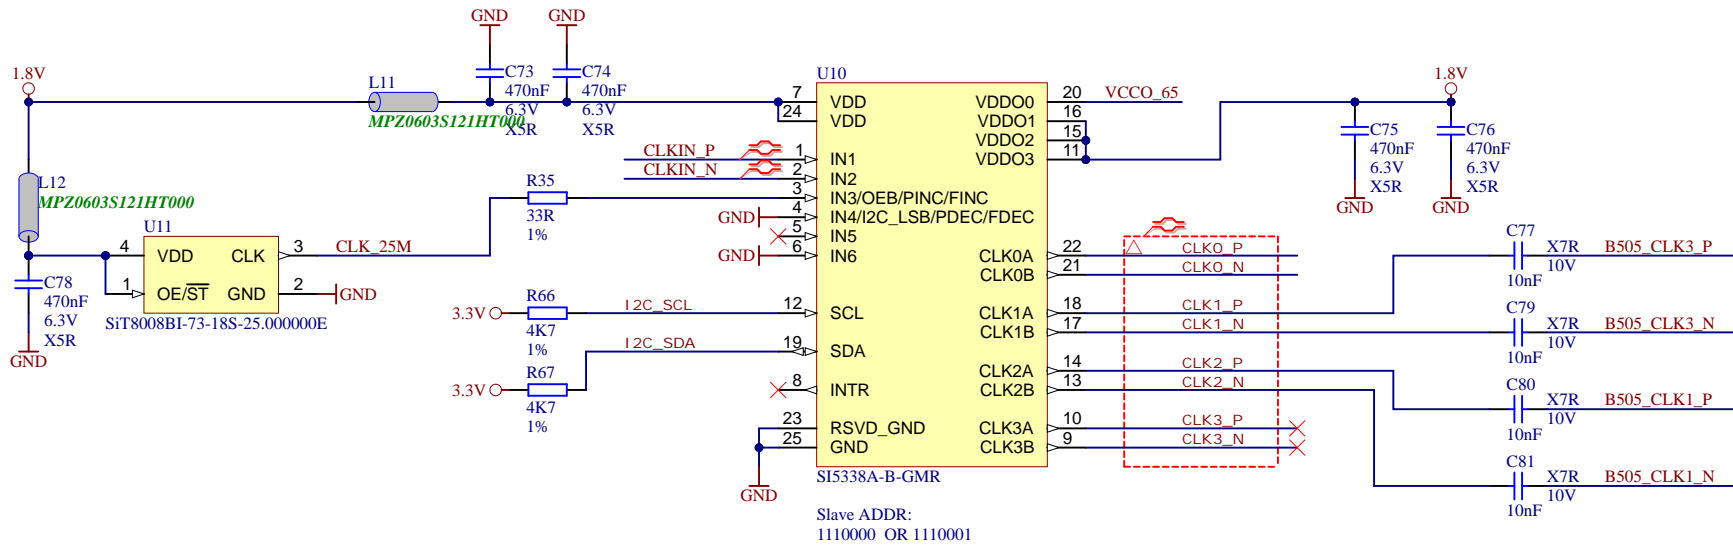 GND
GND
1.8V
L11
MPZ0603S121HT000
C73
470nF
6.3V
X5R
C74
470nF
6.3V
X5R
L12
MPZ0603S121HT000
U11
4 VDD CLK 3
1 OE/ST GND 2
SiT8008BI-73-18S-25.000000E
CLK_25M
GND
C78
470nF
6.3V
X5R
GND
R35
33R
1%
CLKIN_P
CLKIN_N
GND
GND
3.3V
R66
4K7
1%
I2C_SCL
3.3V
R67
4K7
1%
I2C_SDA
GND
U10
7 VDD
24 VDD
1 IN1
2 IN2
3 IN3/OEB/PINC/FINC
4 IN4/I2C_LSB/PDEC/FDEC
5 IN5
6 IN6
12 SCL
19 SDA
8 INTR
23 RSVD_GND
25 GND
VDDO0 20
VDDO1 16
VDDO2 15
VDDO3 11
CLK0A 22
CLK0B 21
CLK1A 18
CLK1B 17
CLK2A 14
CLK2B 13
CLK3A 10
CLK3B 9
SI5338A-B-GMR
Slave ADDR:
1110000 OR 1110001
VCCO_65
1.8V
C75
470nF
6.3V
X5R
GND
C76
470nF
6.3V
X5R
GND
CLK0_P
CLK0_N
CLK1_P
CLK1_N
CLK2_P
CLK2_N
CLK3_P
CLK3_N
C77
10nF
X7R
10V
B505_CLK3_P
C79
10nF
X7R
10V
B505_CLK3_N
C80
10nF
X7R
10V
B505_CLK1_P
C81
10nF
X7R
10V
B505_CLK1_N